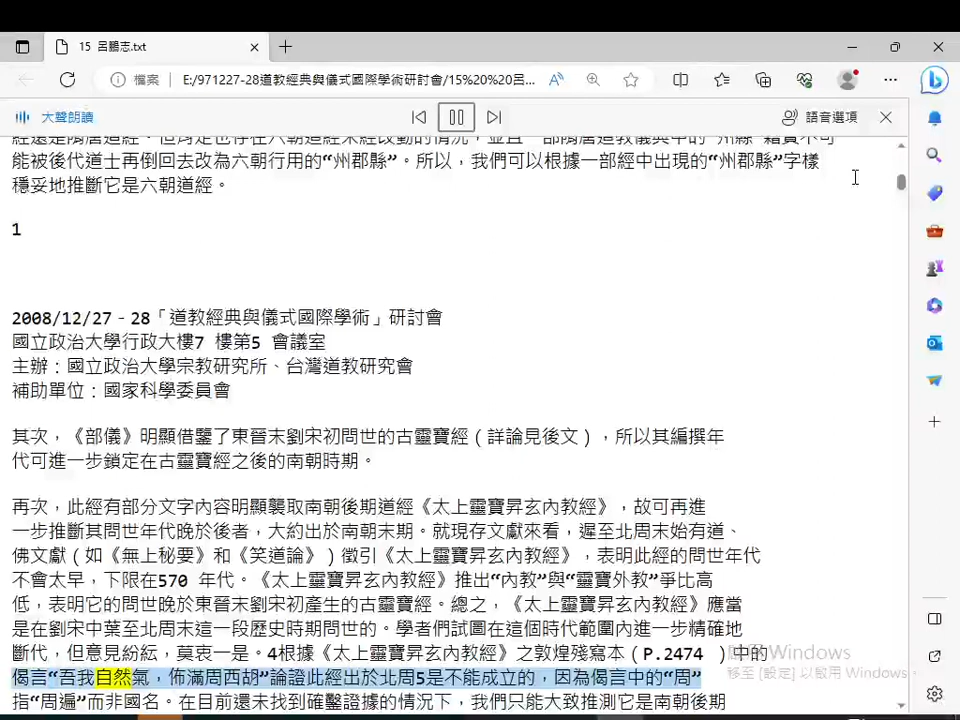 15 呂鵬志.txt
檔案
E:/971227-28道教經典與儀式國際學術研討會/15%20%20呂...
大聲朗讀
語音選項
能被後代道士再倒回去改為六朝行用的“州郡縣”。所以，我們可以根據一部經中出現的“州郡縣”字樣
穩妥地推斷它是六朝道經。
1
2008/12/27﹣28「道教經典與儀式國際學術」研討會
國立政治大學行政大樓7 樓第5 會議室
主辦：國立政治大學宗教研究所、台灣道教研究會
補助單位：國家科學委員會
其次，《部儀》明顯借鑒了東晉末劉宋初問世的古靈寶經（詳論見後文），所以其編撰年
代可進一步鎖定在古靈寶經之後的南朝時期。
再次，此經有部分文字內容明顯襲取南朝後期道經《太上靈寶昇玄內教經》，故可再進
一步推斷其問世年代晚於後者，大約出於南朝末期。就現存文獻來看，遲至北周末始有道、
佛文獻（如《無上秘要》和《笑道論》）徵引《太上靈寶昇玄內教經》，表明此經的問世年代
不會太早，下限在570 年代。《太上靈寶昇玄內教經》推出“內教”與“靈寶外教”爭比高
低，表明它的問世晚於東晉末劉宋初產生的古靈寶經。總之，《太上靈寶昇玄內教經》應當
是在劉宋中葉至北周末這一段歷史時期問世的。學者們試圖在這個時代範圍內進一步精確地
斷代，但意見紛紜，莫衷一是。4根據《太上靈寶昇玄內教經》之敦煌殘寫本（P.2474 ）中的
偈言“吾我自然氣，佈滿周西胡”論證此經出於北周5是不能成立的，因為偈言中的“周”
指“周遍”而非國名。在目前還未找到確鑿證據的情況下，我們只能大致推測它是南朝後期
移至 [設定] 以啟用 Windows